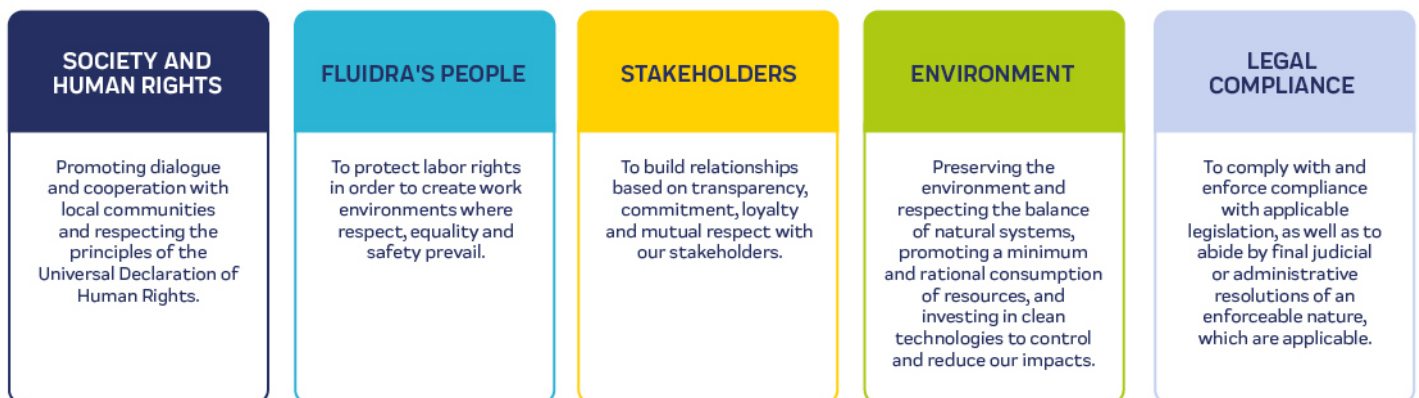 SOCIETY AND
HUMAN RIGHTS
Promoting dialogue
and cooperation with
local communities
and respecting the
principles of the
Universal Declaration of
Human Rights.
FLUIDRA'S PEOPLE
To protect labor rights
in order to create work
environments where
respect, equality and
safety prevail.
STAKEHOLDERS
To build relationships
based on transparency,
commitment, loyalty
and mutual respect with
our stakeholders.
ENVIRONMENT
Preserving the
environment and
respecting the balance
of natural systems,
promoting a minimum
and rational consumption
of resources, and
investing in clean
technologies to control
and reduce our impacts.
LEGAL
COMPLIANCE
To comply with and
enforce compliance
with applicable
legislation, as well as to
abide by final judicial
or administrative
resolutions of an
enforceable nature,
which are applicable.